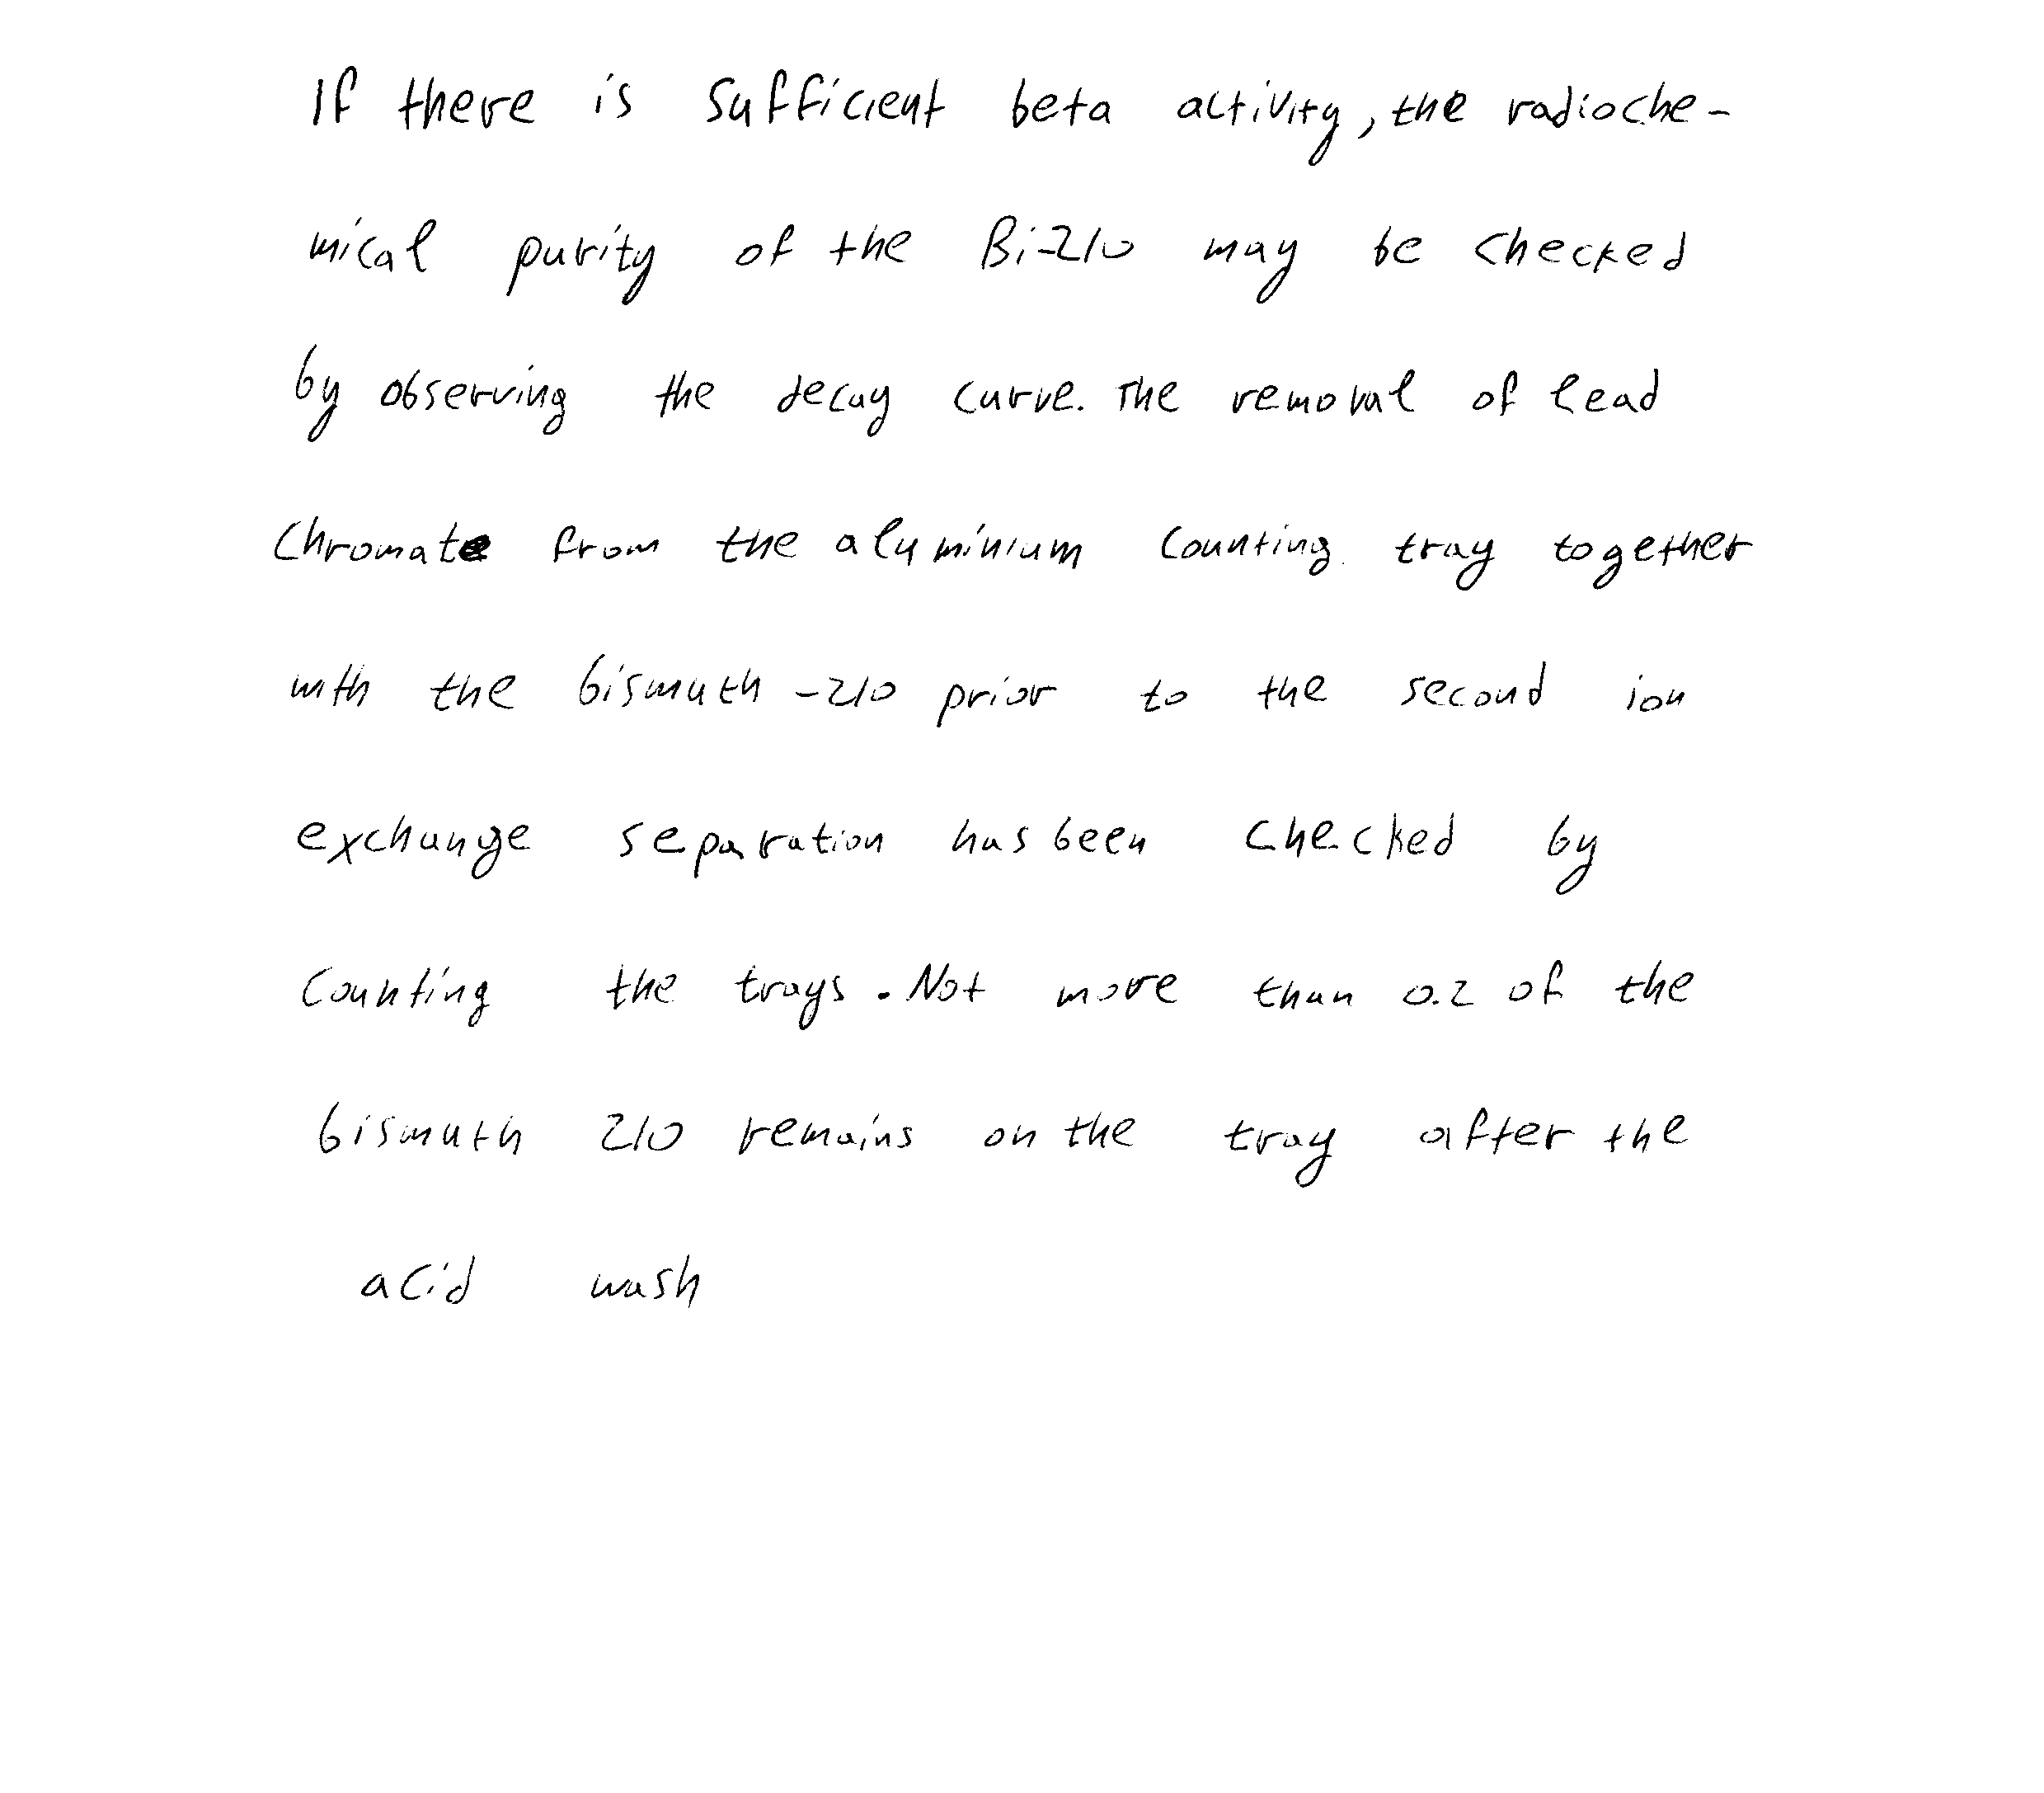 If there is sufficient beta activity, the radioche-
mical purity of the Bi-210 may be checked
by observing the decay curve. The removal of lead
chromate from the aluminium counting tray together
with the bismuth -210 prior to the second ion
exchange separation has been checked by
counting the trays. Not more than 0.2 of the
bismuth 210 remains on the tray after the
acid wash